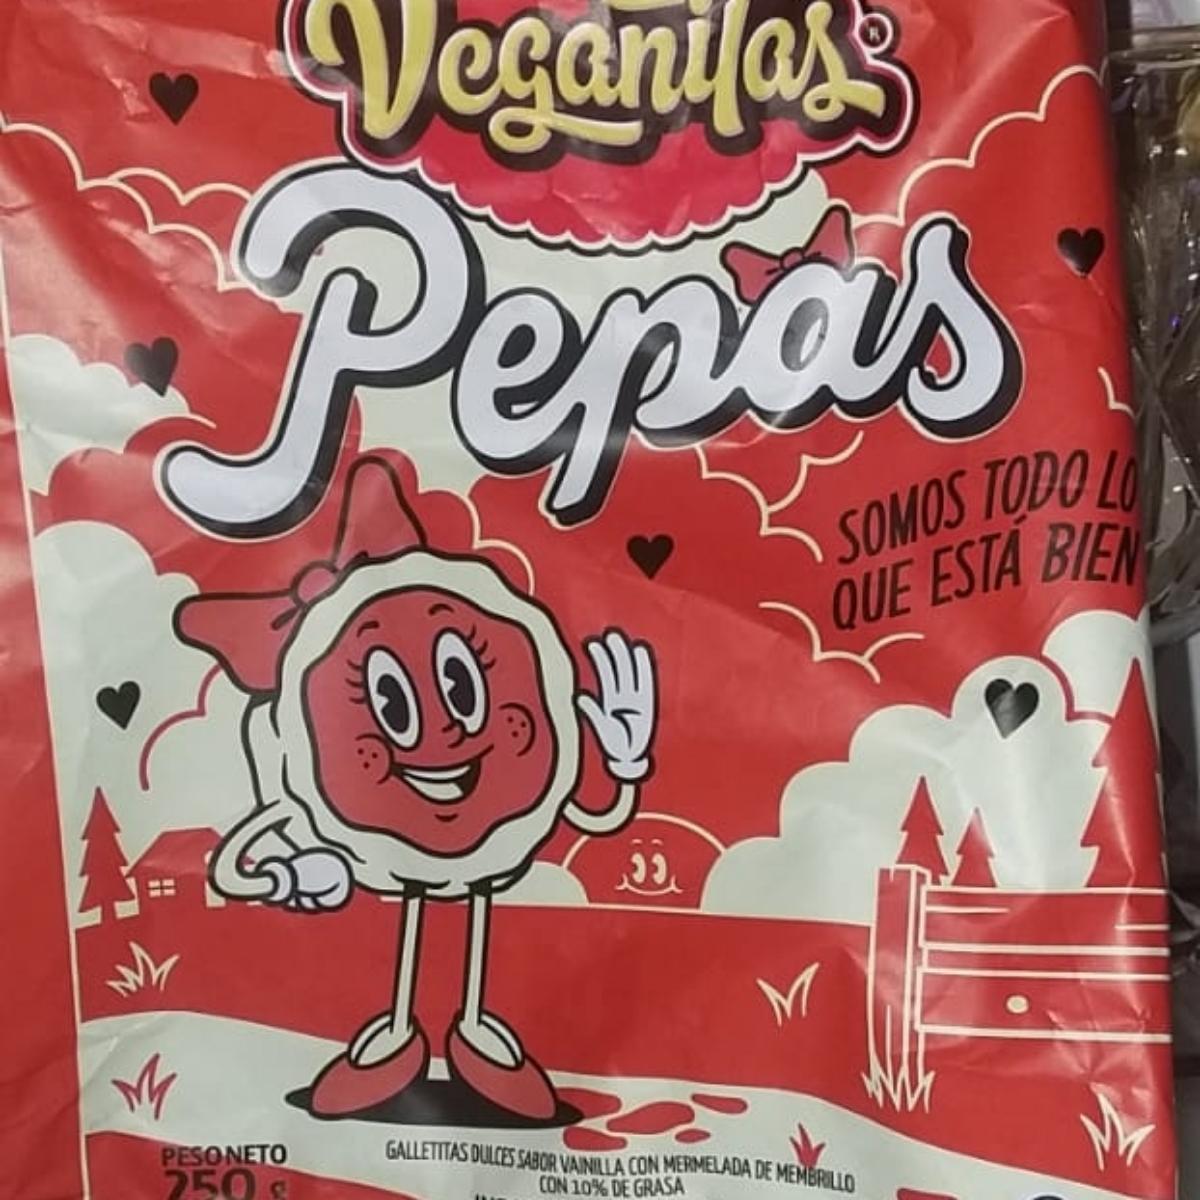 Veganitas®
Pepas
SOMOS TODO LO
QUE ESTÁ BIEN
PESO NETO
250 g
GALLETITAS DULCES SABOR VAINILLA CON MERMELADA DE MEMBRILLO
CON 10% DE GRASA